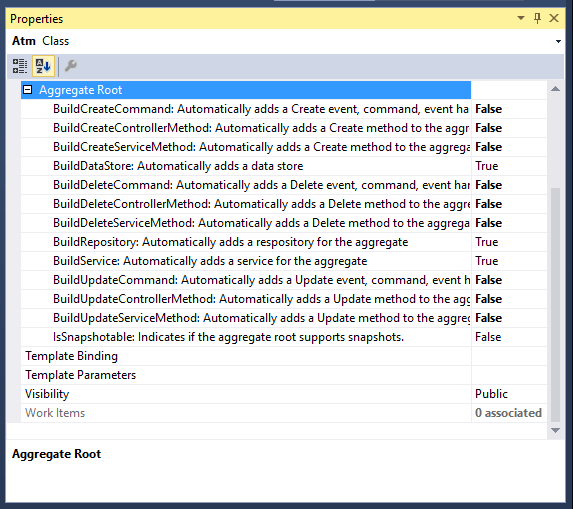 Properties
Atm Class
Aggregate Root
BuildCreateCommand: Automatically adds a Create event, command, event har False
BuildCreateControllerMethod: Automatically adds a Create method to the aggr False
BuildCreateServiceMethod: Automatically adds a Create method to the aggrega False
BuildDataStore: Automatically adds a data store True
BuildDeleteCommand: Automatically adds a Delete event, command, event har False
BuildDeleteControllerMethod: Automatically adds a Delete method to the aggre False
BuildDeleteServiceMethod: Automatically adds a Delete method to the aggrega False
BuildRepository: Automatically adds a respository for the aggregate True
BuildService: Automatically adds a service for the aggregate True
BuildUpdateCommand: Automatically adds a Update event, command, event h False
BuildUpdateControllerMethod: Automatically adds a Update method to the agg False
BuildUpdateServiceMethod: Automatically adds a Update method to the aggreg False
IsSnapshotable: Indicates if the aggregate root supports snapshots. False
Template Binding
Template Parameters
Visibility Public
Work Items 0 associated
Aggregate Root